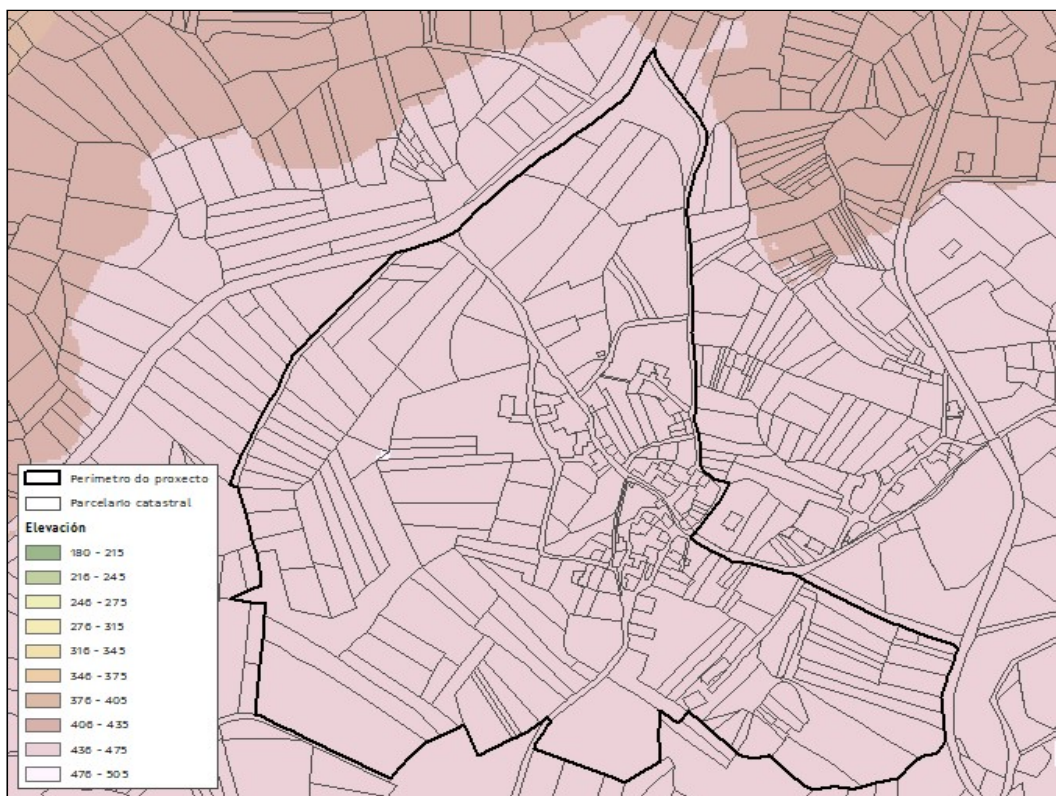 Perímetro do proxecto
Parcelario catastral
Elevación
180 - 215
216 - 245
246 - 275
276 - 315
316 - 345
346 - 375
376 - 405
406 - 435
436 - 475
476 - 505